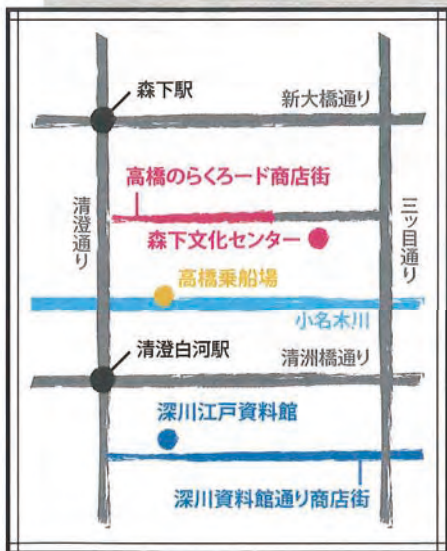 森下駅
新大橋通り
高橋のらくろード商店街
清澄通り
三ッ目通り
森下文化センター
高橋乗船場
小名木川
清澄白河駅
清洲橋通り
深川江戸資料館
深川資料館通り商店街